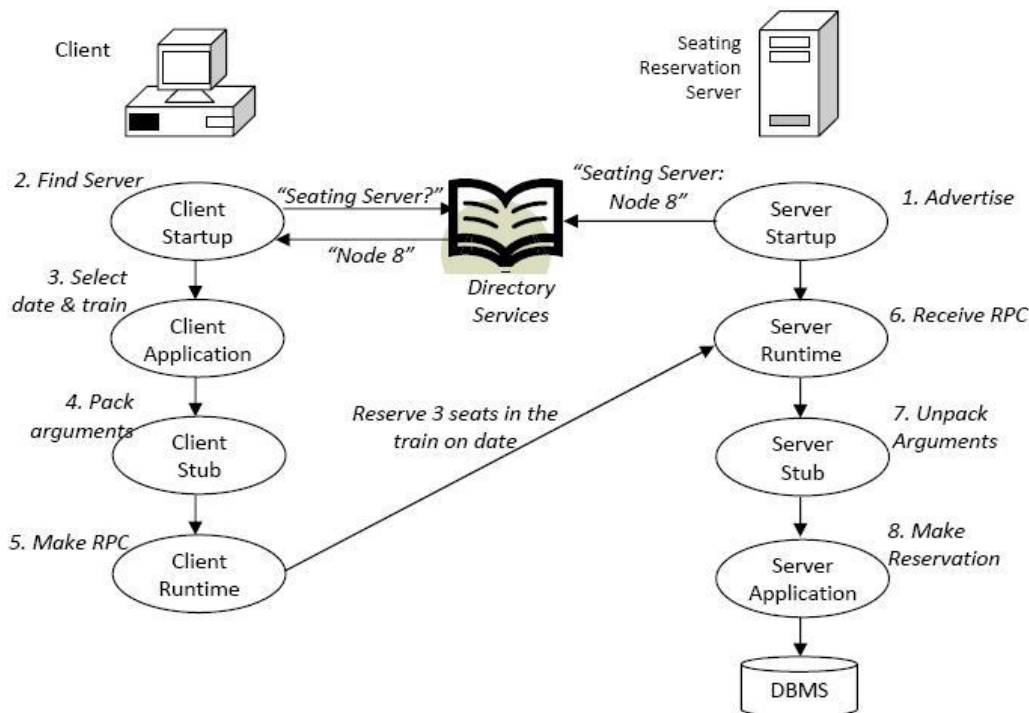 Client
Seating
Reservation
Server
2. Find Server
Client
Startup
“Seating Server?”
“Node 8”
Directory
Services
“Seating Server:
Node 8”
Server
Startup
1. Advertise
3. Select
date & train
Client
Application
6. Receive RPC
Server
Runtime
4. Pack
arguments
Client
Stub
Reserve 3 seats in the
train on date
7. Unpack
Arguments
Server
Stub
5. Make RPC
Client
Runtime
8. Make
Reservation
Server
Application
DBMS